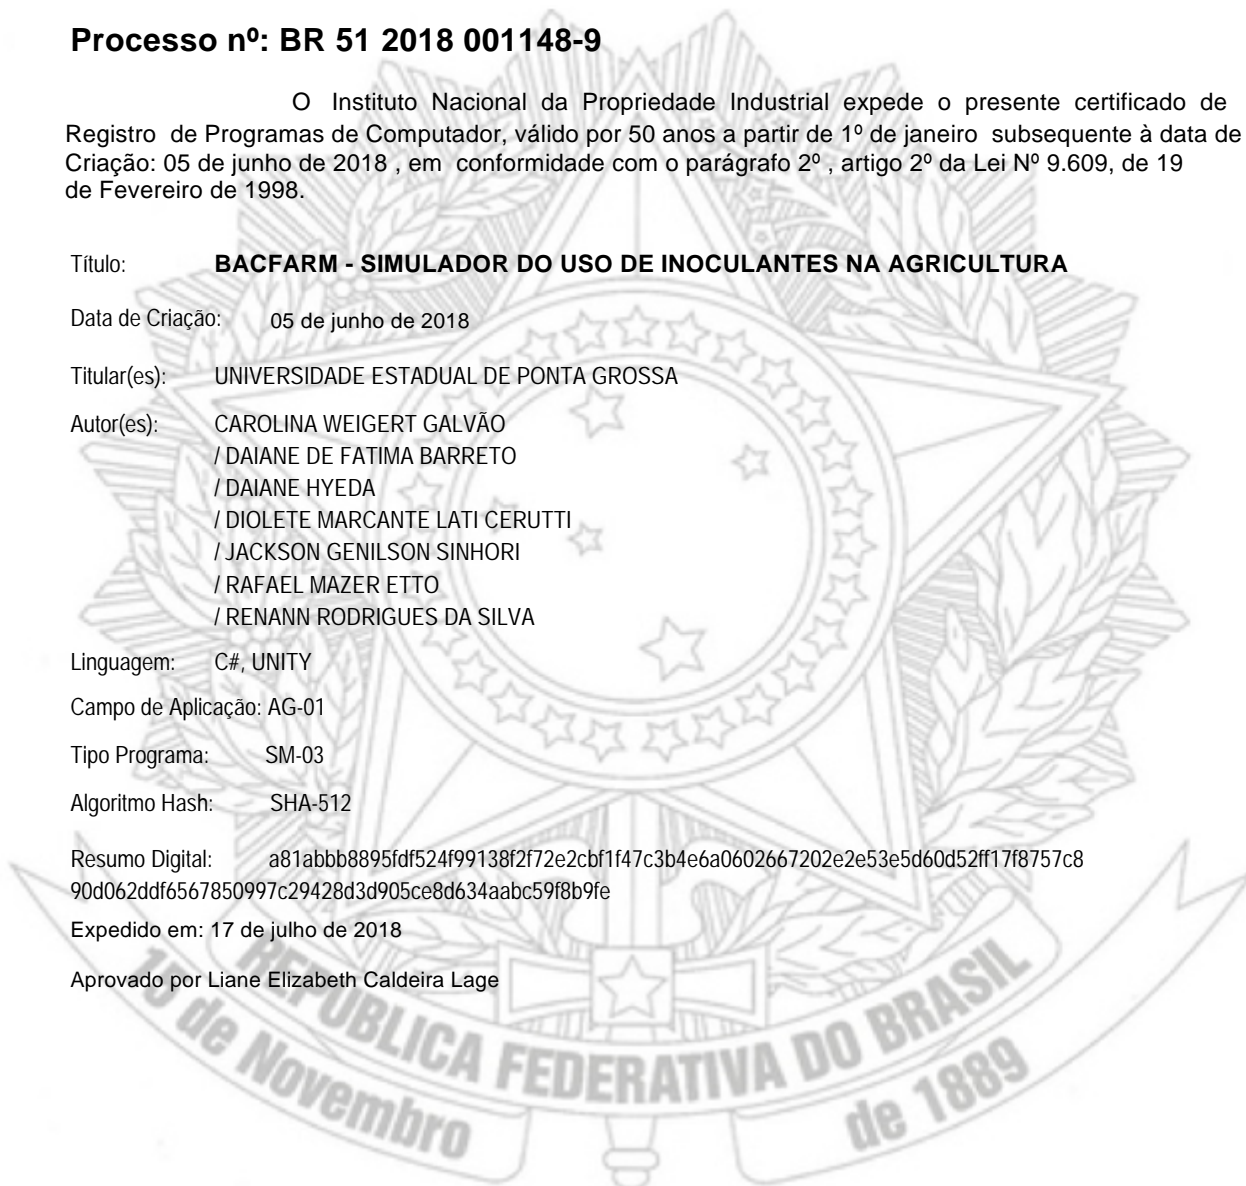 Processo nº: BR 51 2018 001148-9
O Instituto Nacional da Propriedade Industrial expede o presente certificado de
Registro de Programas de Computador, válido por 50 anos a partir de 1º de janeiro subsequente à data de
Criação: 05 de junho de 2018 , em conformidade com o parágrafo 2º , artigo 2º da Lei Nº 9.609, de 19
de Fevereiro de 1998.
Título: BACFARM - SIMULADOR DO USO DE INOCULANTES NA AGRICULTURA
Data de Criação: 05 de junho de 2018
Titular(es): UNIVERSIDADE ESTADUAL DE PONTA GROSSA
Autor(es): CAROLINA WEIGERT GALVÃO
/ DAIANE DE FATIMA BARRETO
/ DAIANE HYEDA
/ DIOLETE MARCANTE LATI CERUTTI
/ JACKSON GENILSON SINHORI
/ RAFAEL MAZER ETTO
/ RENANN RODRIGUES DA SILVA
Linguagem: C#, UNITY
Campo de Aplicação: AG-01
Tipo Programa: SM-03
Algoritmo Hash: SHA-512
Resumo Digital: a81abbb8895fdf524f99138f2f72e2cbf1f47c3b4e6a0602667202e2e53e5d60d52ff17f8757c8
90d062ddf6567850997c29428d3d905ce8d634aabc59f8b9fe
Expedido em: 17 de julho de 2018
Aprovado por Liane Elizabeth Caldeira Lage
REPÚBLICA FEDERATIVA DO BRASIL
15 de Novembro de 1889